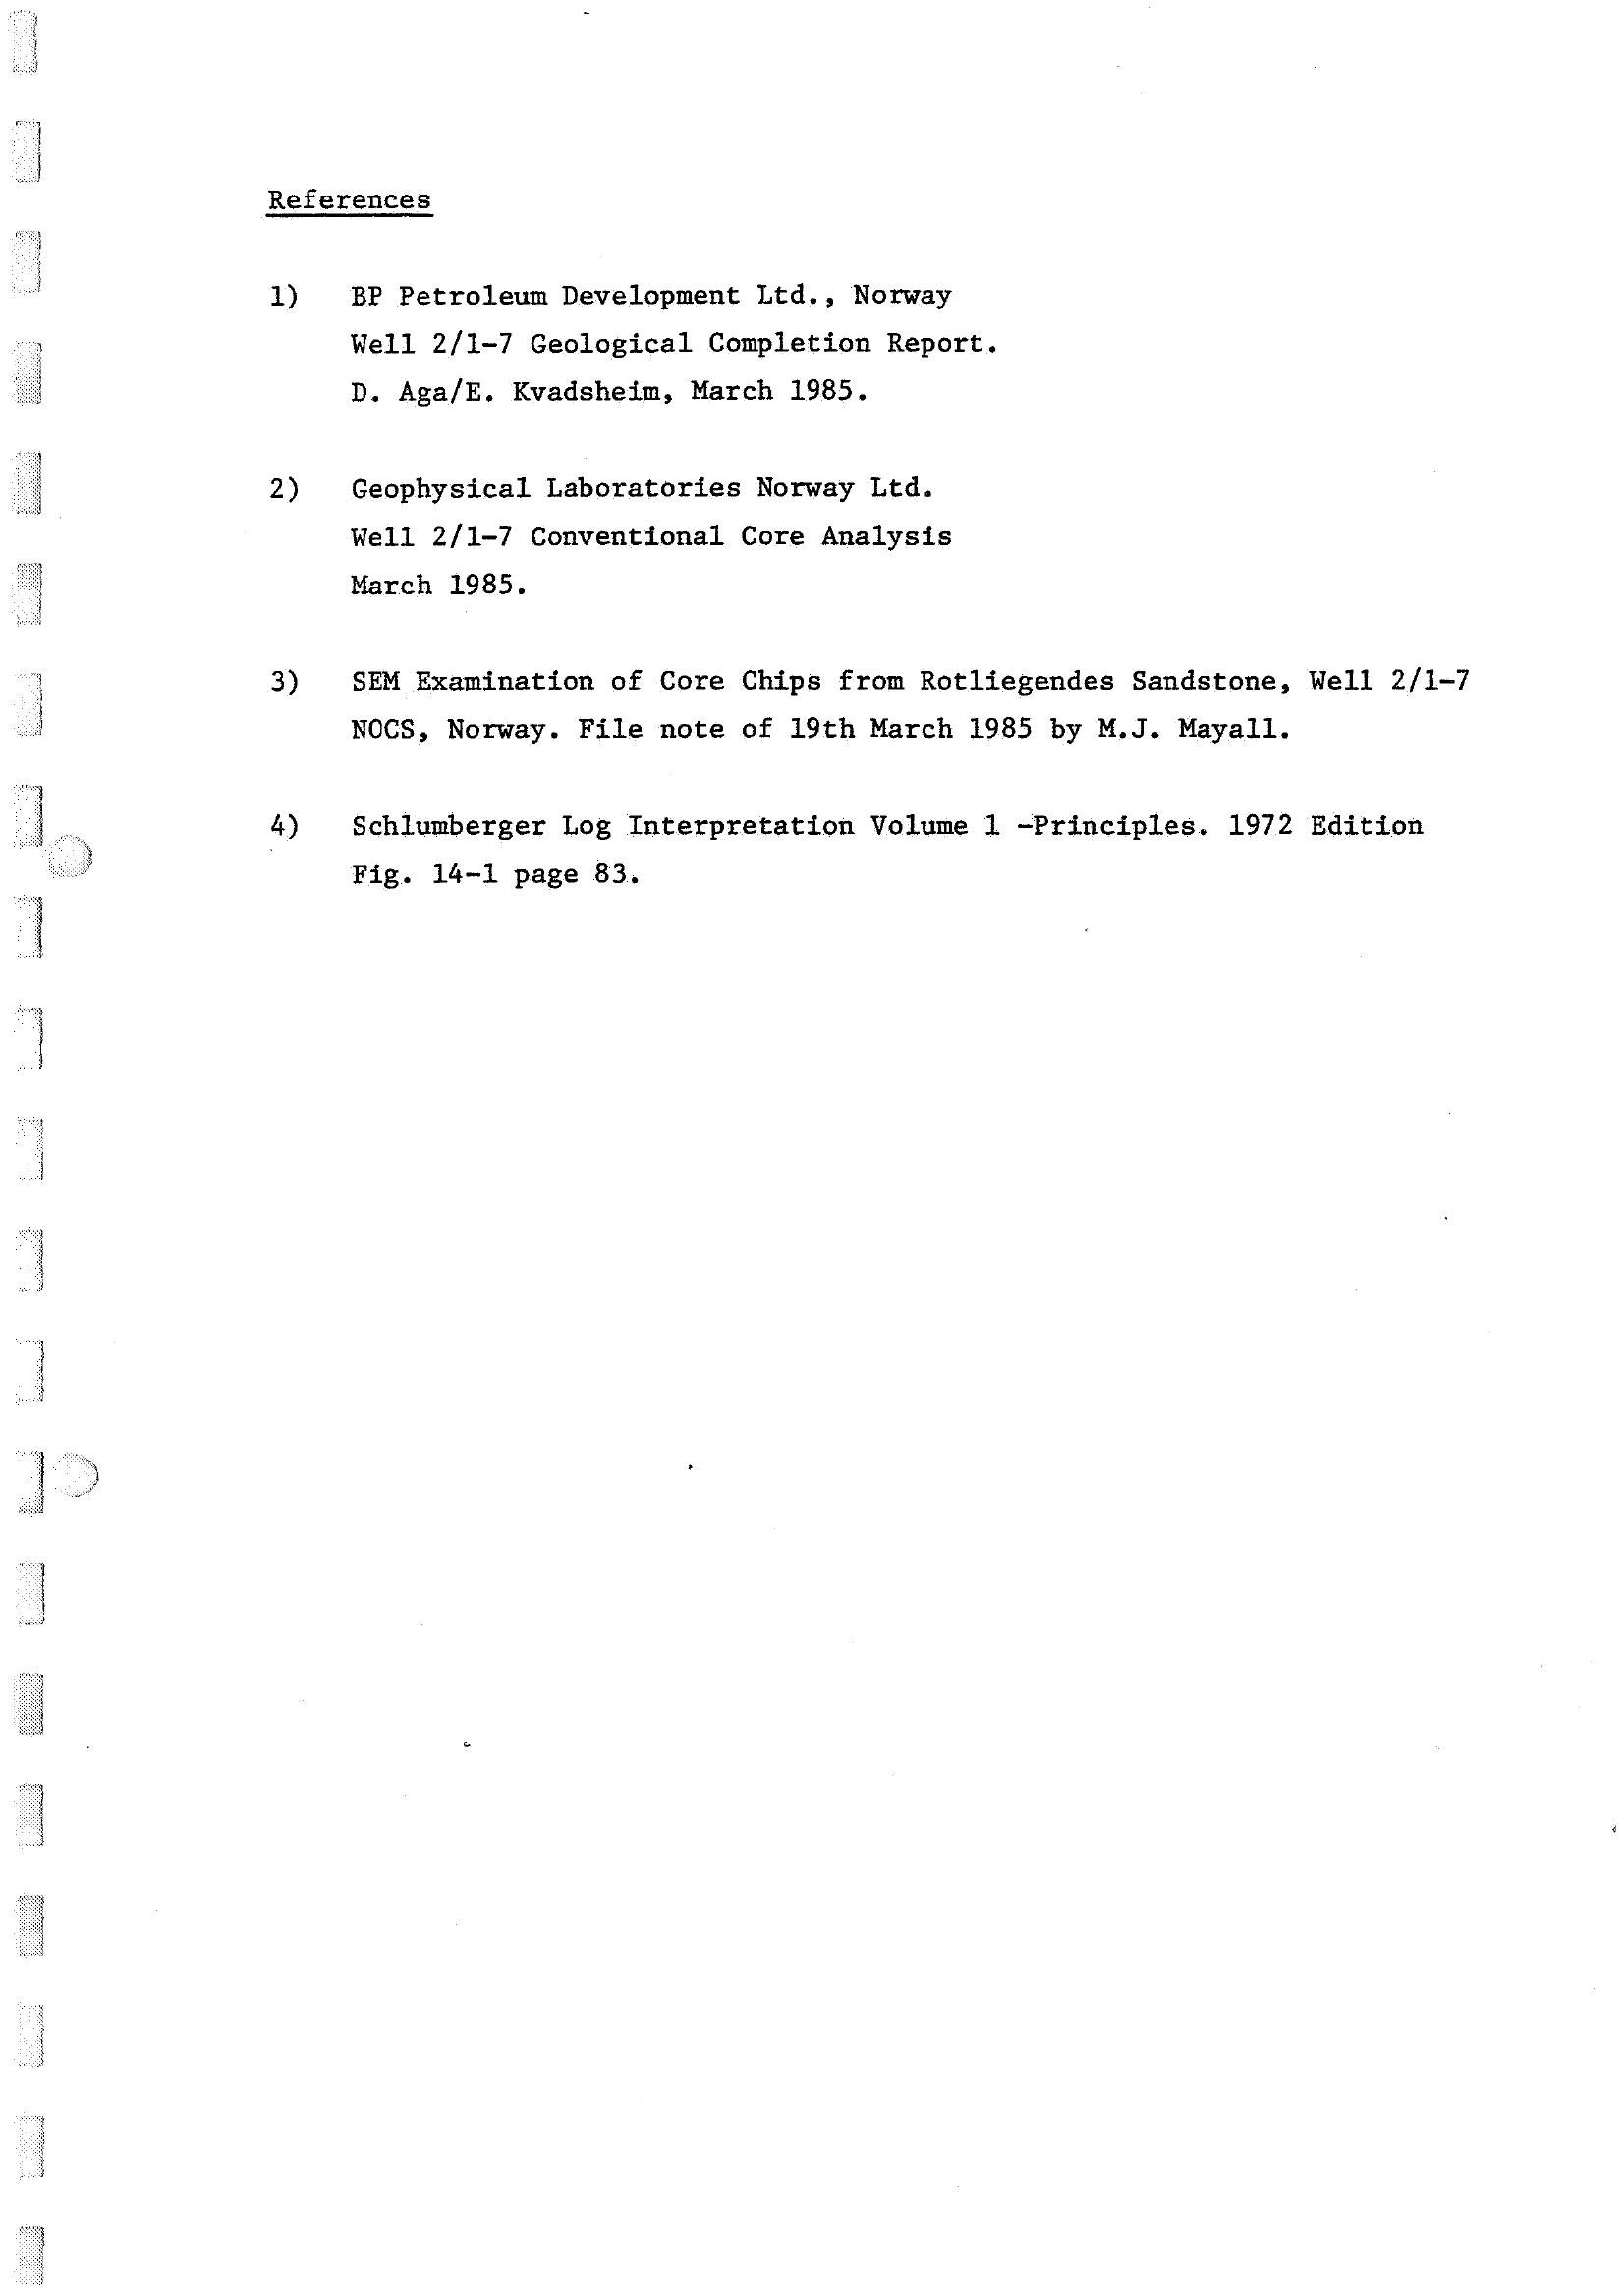 References
1) BP Petroleum Development Ltd., Norway
Well 2/1-7 Geological Completion Report.
D. Aga/E. Kvadsheim, March 1985.
2) Geophysical Laboratories Norway Ltd.
Well 2/1-7 Conventional Core Analysis
March 1985.
3) SEM Examination of Core Chips from Rotliegendes Sandstone, Well 2/1-7
NOCS, Norway. File note of 19th March 1985 by M.J. Mayall.
4) Schlumberger Log Interpretation Volume 1 -Principles. 1972 Edition
Fig. 14-1 page 83.